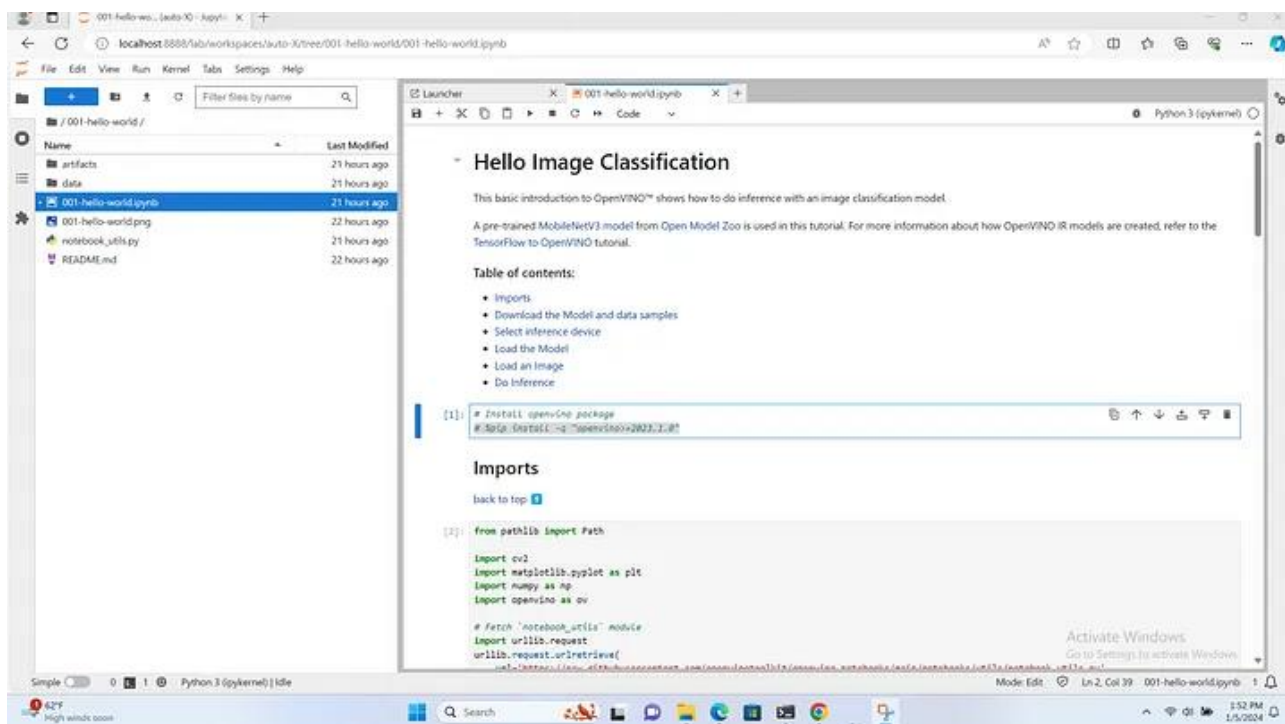 001-hello-wo... (auto-X) - Jupyt
localhost:8888/lab/workspaces/auto-X/tree/001-hello-world/001-hello-world.ipynb
File Edit View Run Kernel Tabs Settings Help
Filter files by name
/ 001-hello-world /
Name Last Modified
artifacts 21 hours ago
data 21 hours ago
001-hello-world.ipynb 21 hours ago
001-hello-world.png 22 hours ago
notebook_utils.py 21 hours ago
README.md 22 hours ago
Launcher 001-hello-world.ipynb
Code Python 3 (ipykernel)
Hello Image Classification
This basic introduction to OpenVINO™ shows how to do inference with an image classification model.
A pre-trained MobileNetV3 model from Open Model Zoo is used in this tutorial. For more information about how OpenVINO IR models are created, refer to the
TensorFlow to OpenVINO tutorial.
Table of contents:
Imports
Download the Model and data samples
Select inference device
Load the Model
Load an Image
Do Inference
[1]: # Install openvino package
# %pip install -q "openvino>=2023.1.0"
Imports
back to top
[2]: from pathlib import Path
import cv2
import matplotlib.pyplot as plt
import numpy as np
import openvino as ov
# Fetch `notebook_utils` module
import urllib.request
urllib.request.urlretrieve(
Activate Windows
Go to Settings to activate Windows.
Simple 0 1 Python 3 (ipykernel) | Idle Mode: Edit Ln 2, Col 39 001-hello-world.ipynb 1
62°F
High winds soon
Search
1:52 PM
1/5/2024